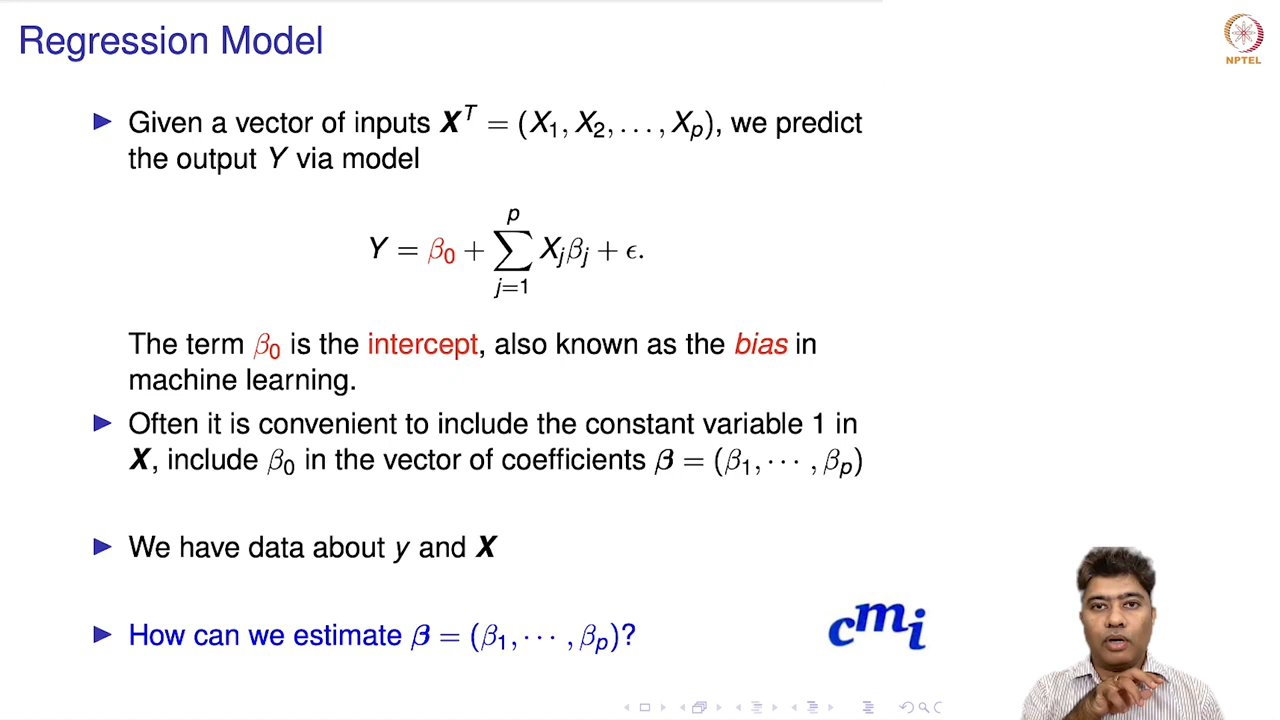 Regression Model
NPTEL
Given a vector of inputs X^T = (X_1, X_2, . . . , X_p), we predict
the output Y via model
Y = β_0 + ∑_{j=1}^{p} X_jβ_j + ϵ.
The term β_0 is the intercept, also known as the bias in
machine learning.
Often it is convenient to include the constant variable 1 in
X, include β_0 in the vector of coefficients β = (β_1, · · · , β_p)
We have data about y and X
How can we estimate β = (β_1, · · · , β_p)?
cmi